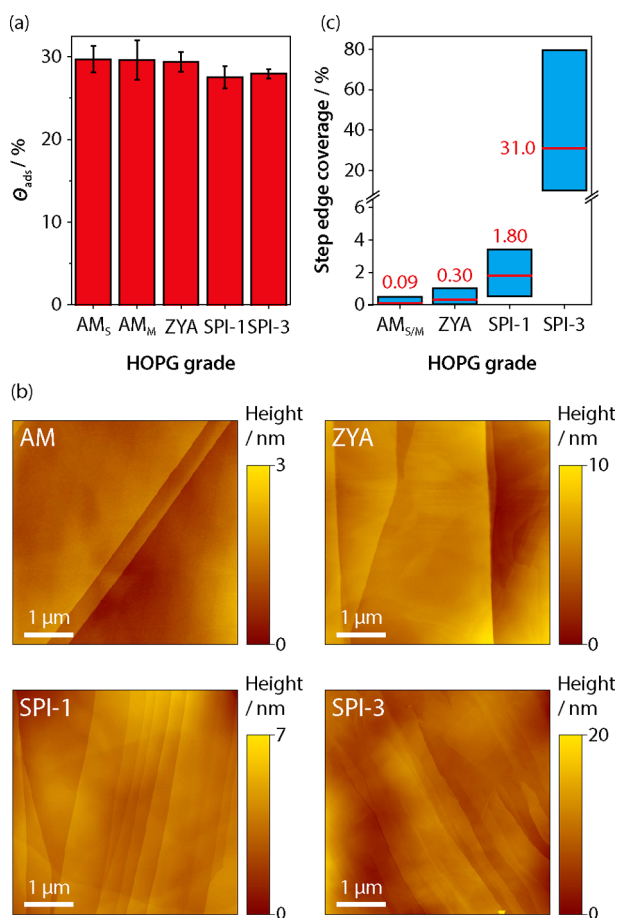 (a)
30
20
10
0
Θads / %
AMS
AMM
ZYA
SPI-1
SPI-3
HOPG grade
(c)
80
60
40
20
6
4
2
0
Step edge coverage / %
0.09
0.30
1.80
31.0
AMS/M
ZYA
SPI-1
SPI-3
HOPG grade
(b)
AM
1 μm
Height
/ nm
3
0
ZYA
1 μm
Height
/ nm
10
0
SPI-1
1 μm
Height
/ nm
7
0
SPI-3
1 μm
Height
/ nm
20
0